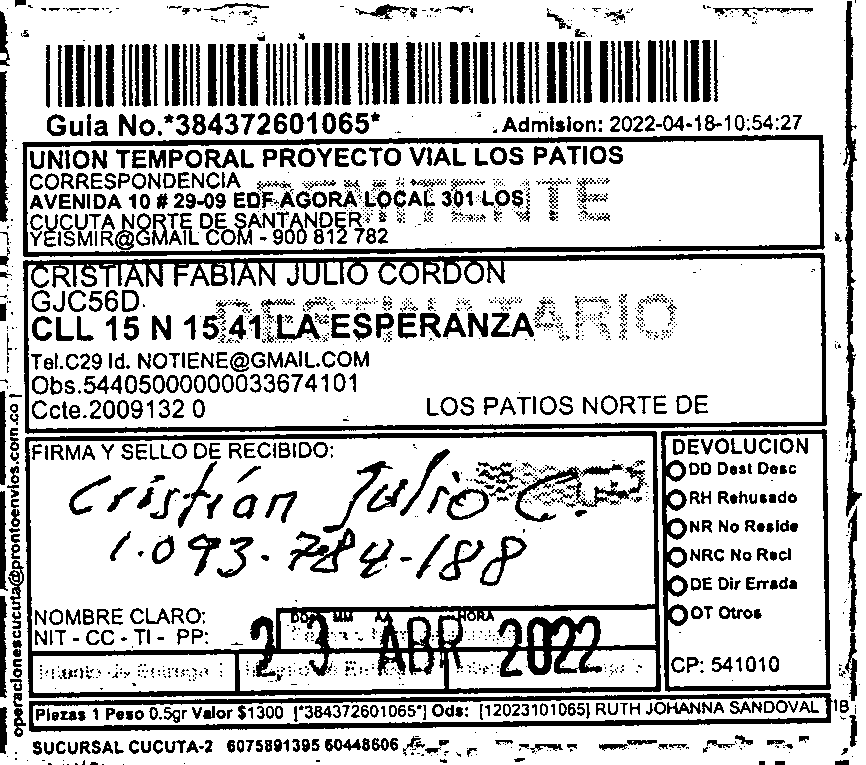 Guia No.*384372601065*
Admision: 2022-04-18-10:54:27
UNION TEMPORAL PROYECTO VIAL LOS PATIOS
CORRESPONDENCIA
REMITENTE
AVENIDA 10 # 29-09 EDF AGORA LOCAL 301 LOS
CUCUTA NORTE DE SANTANDER
YEISMIR@GMAIL COM - 900 812 782
CRISTIAN FABIAN JULIO CORDON
GJC56D
DESTINATARIO
CLL 15 N 15 41 LA ESPERANZA
Tel.C29 Id. NOTIENE@GMAIL.COM
Obs.54405000000033674101
Ccte.2009132 0
LOS PATIOS NORTE DE
FIRMA Y SELLO DE RECIBIDO:
Cristián Julio C.
1.093-784-188
NOMBRE CLARO:
NIT - CC - TI - PP:
DD MM AA HORA
23 ABR 2022
DEVOLUCION
DD Dest Desc
RH Rehusado
NR No Reside
NRC No Recl
DE Dir Errada
OT Otros
CP: 541010
Piezas 1 Peso 0.5gr Valor $1300 [*384372601065*] Ods: [12023101065] RUTH JOHANNA SANDOVAL
SUCURSAL CUCUTA-2 6075891395 60448606
operacionescucuta@prontoenvios.com.co